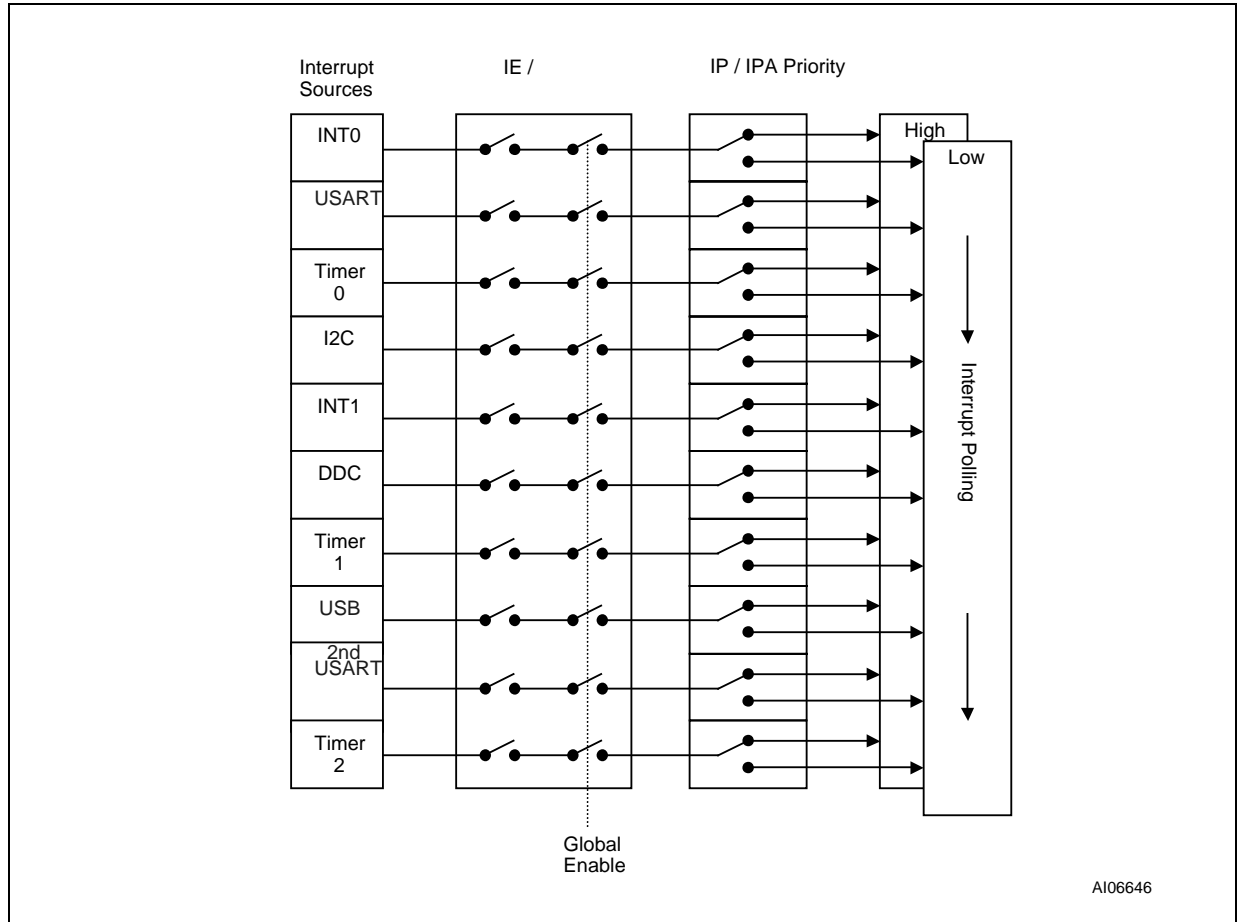 Interrupt
Sources
IE /
IP / IPA Priority
INT0
USART
Timer
0
I2C
INT1
DDC
Timer
1
USB
2nd
USART
Timer
2
High
Low
Interrupt Polling
Global
Enable
AI06646